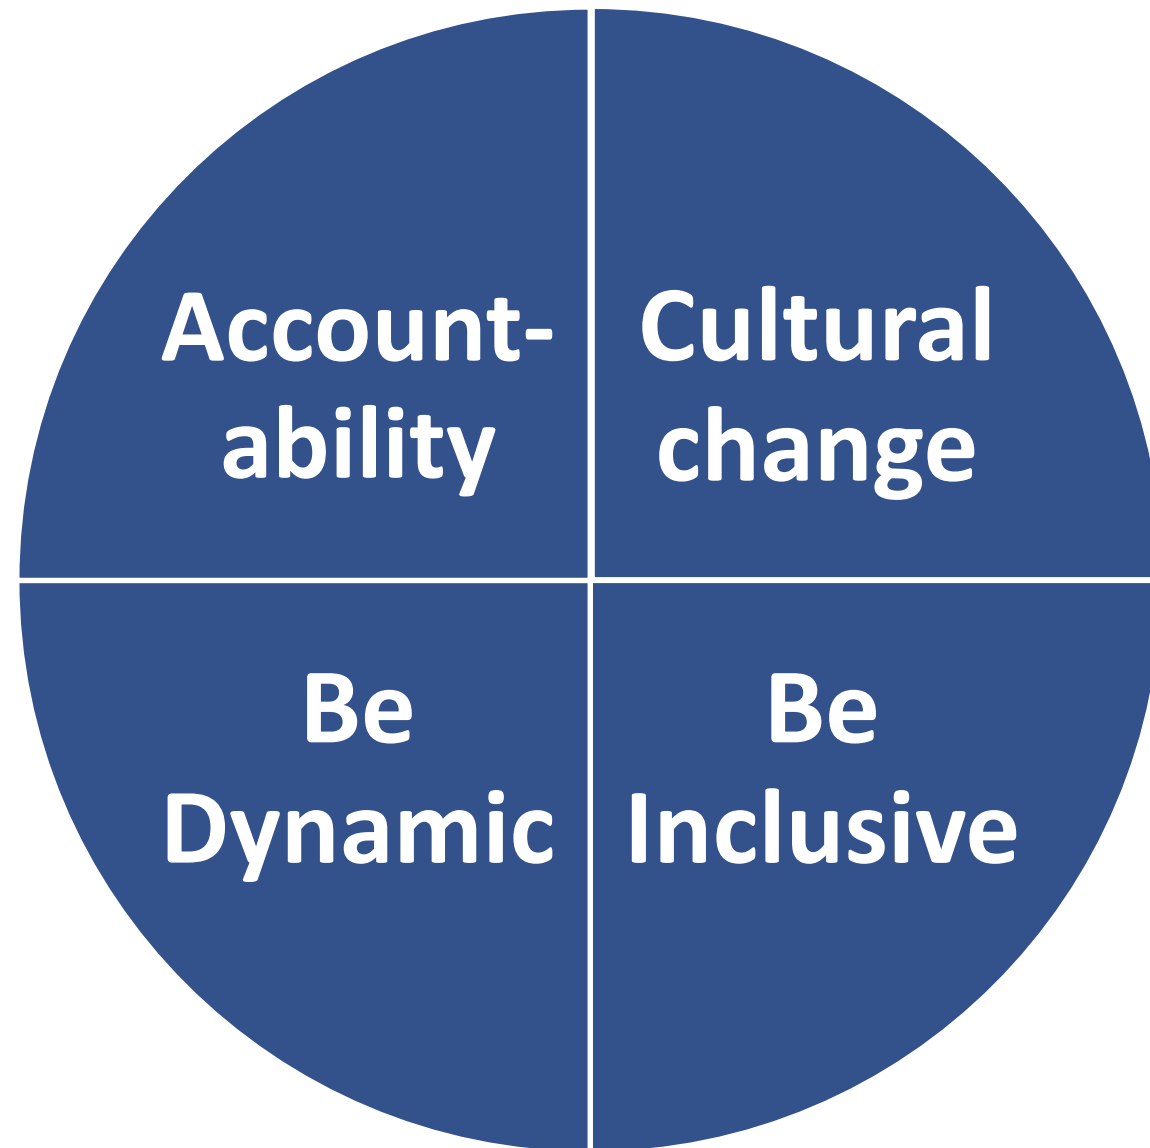 Account-
ability
Cultural
change
Be
Dynamic
Be
Inclusive